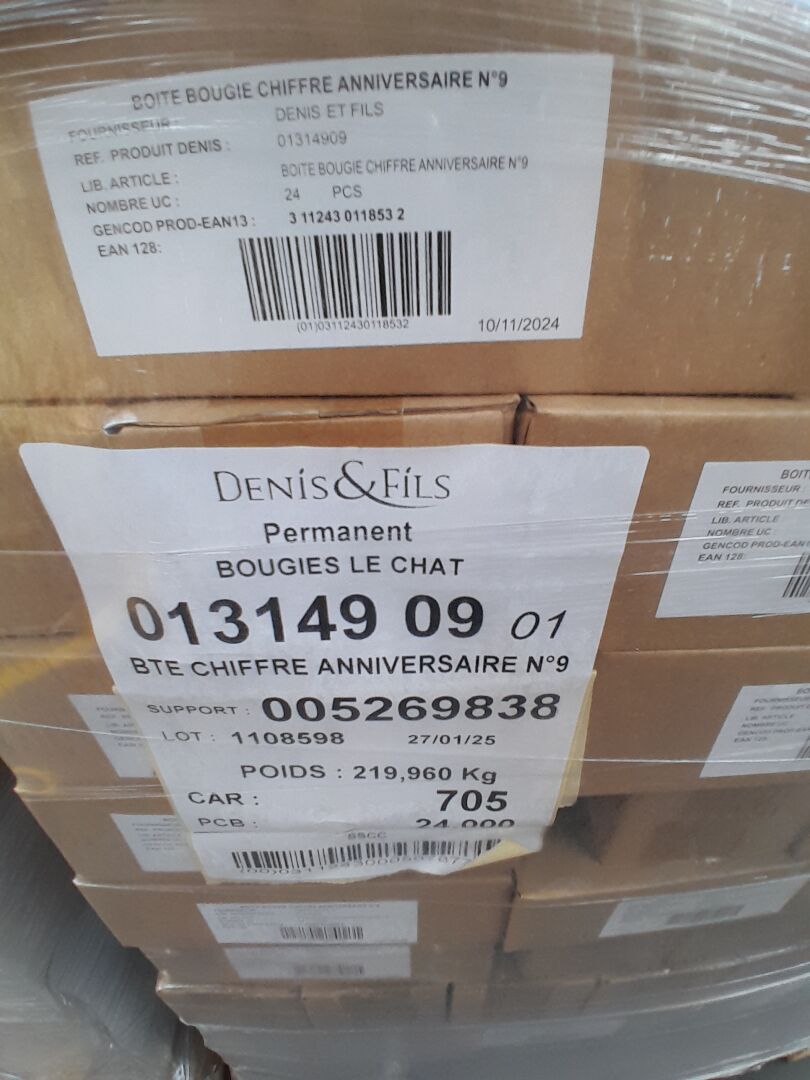 BOITE BOUGIE CHIFFRE ANNIVERSAIRE N°9
FOURNISSEUR : DENIS ET FILS
REF. PRODUIT DENIS : 01314909
LIB. ARTICLE : BOITE BOUGIE CHIFFRE ANNIVERSAIRE N°9
NOMBRE UC : 24 PCS
GENCOD PROD-EAN13 : 3 11243 011853 2
EAN 128:
(01)03112430118532
10/11/2024
DENIS&FILS
Permanent
BOUGIES LE CHAT
013149 09 01
BTE CHIFFRE ANNIVERSAIRE N°9
SUPPORT : 005269838
LOT : 1108598 27/01/25
POIDS : 219,960 Kg
CAR : 705
PCB : 24.000
SSCC
BOIT
FOURNISSEUR :
REF. PRODUIT DE
LIB. ARTICLE
NOMBRE UC :
GENCOD PROD-EAN1
EAN 128: